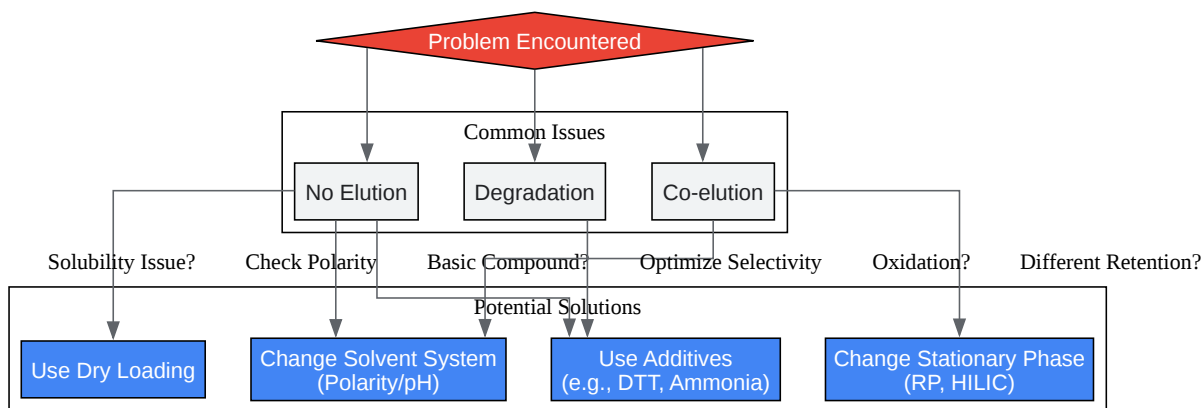 Problem Encountered
Common Issues
No Elution
Degradation
Co-elution
Solubility Issue?
Check Polarity
Basic Compound?
Optimize Selectivity
Oxidation?
Different Retention?
Potential Solutions
Use Dry Loading
Change Solvent System
(Polarity/pH)
Use Additives
(e.g., DTT, Ammonia)
Change Stationary Phase
(RP, HILIC)